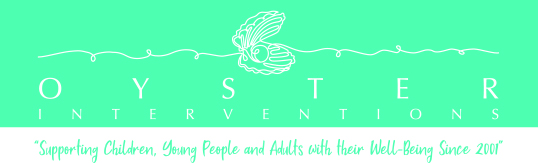 OYSTER
INTERVENTIONS
"Supporting Children, Young People and Adults with their Well-Being Since 2001"